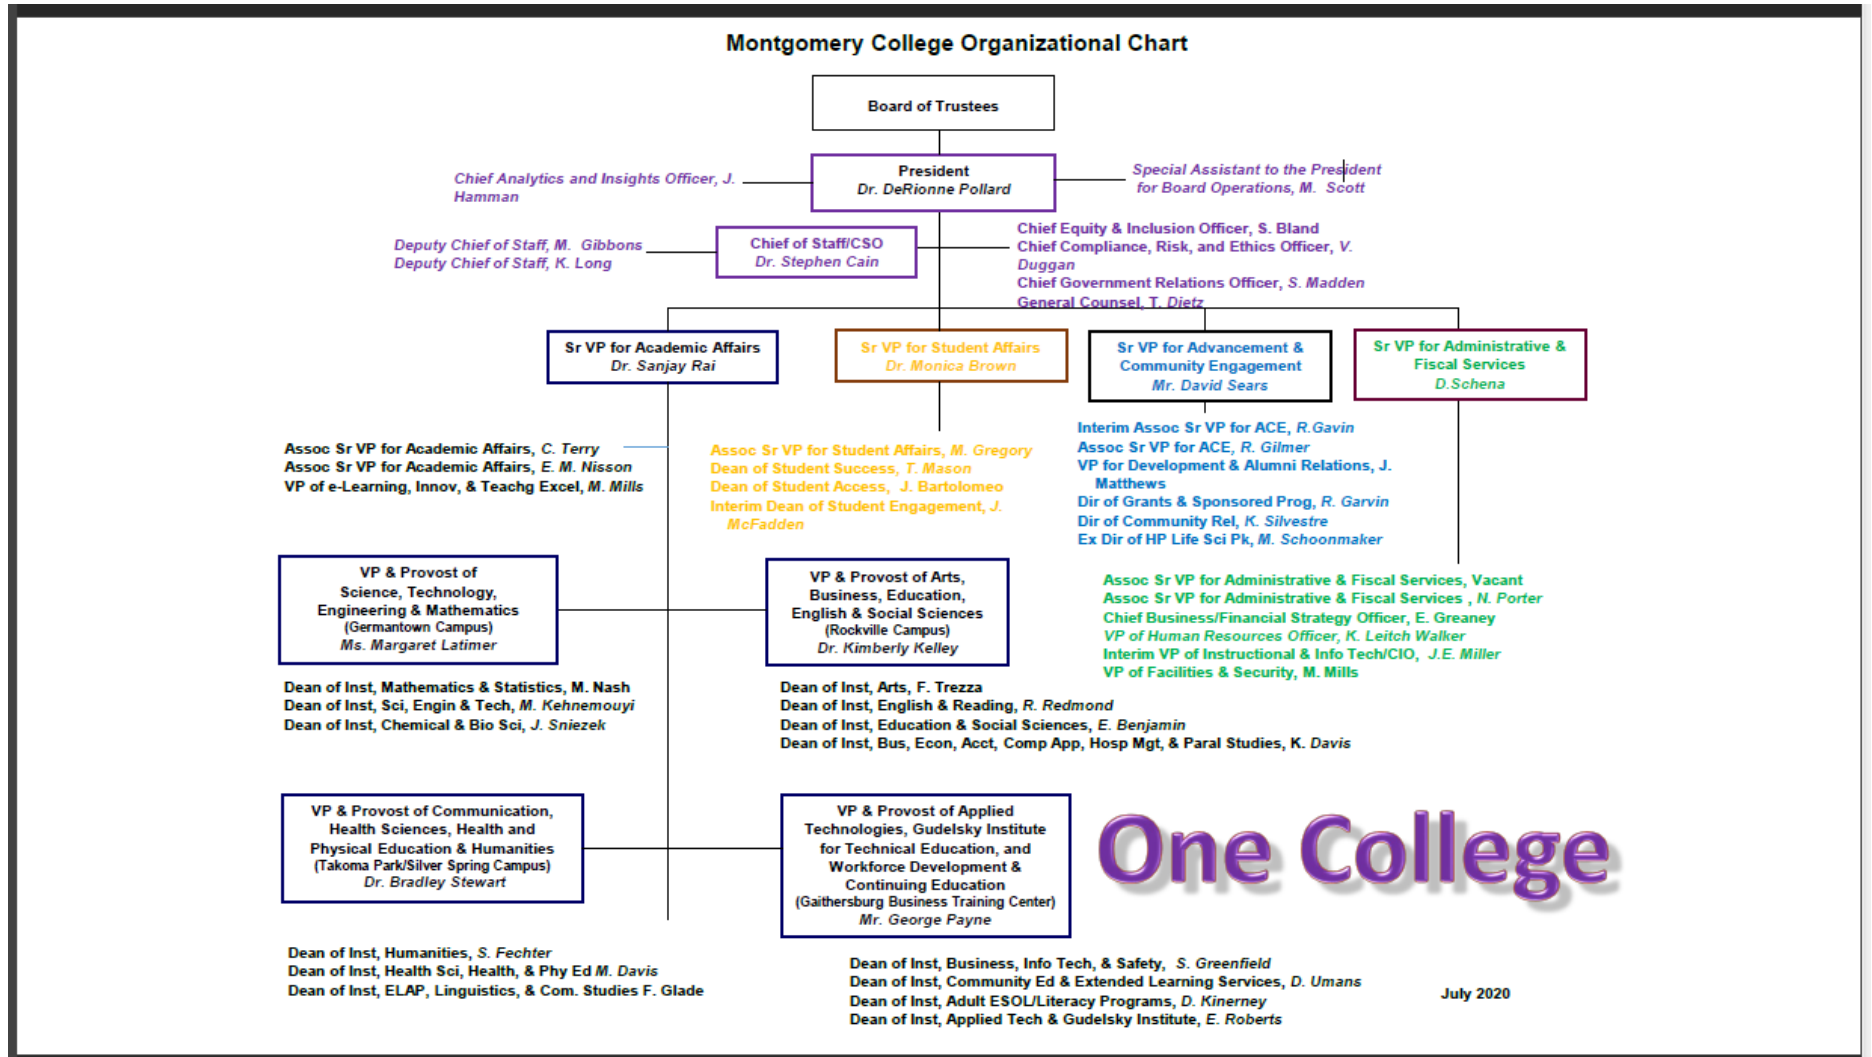 Montgomery College Organizational Chart
Board of Trustees
President
Dr. DeRionne Pollard
Chief Analytics and Insights Officer, J.
Hamman
Special Assistant to the President
for Board Operations, M. Scott
Chief of Staff/CSO
Dr. Stephen Cain
Deputy Chief of Staff, M. Gibbons
Deputy Chief of Staff, K. Long
Chief Equity & Inclusion Officer, S. Bland
Chief Compliance, Risk, and Ethics Officer, V.
Duggan
Chief Government Relations Officer, S. Madden
General Counsel, T. Dietz
Sr VP for Academic Affairs
Dr. Sanjay Rai
Sr VP for Student Affairs
Dr. Monica Brown
Sr VP for Advancement &
Community Engagement
Mr. David Sears
Sr VP for Administrative &
Fiscal Services
D.Schena
Assoc Sr VP for Academic Affairs, C. Terry
Assoc Sr VP for Academic Affairs, E. M. Nisson
VP of e-Learning, Innov, & Teachg Excel, M. Mills
Assoc Sr VP for Student Affairs, M. Gregory
Dean of Student Success, T. Mason
Dean of Student Access, J. Bartolomeo
Interim Dean of Student Engagement, J.
McFadden
Interim Assoc Sr VP for ACE, R.Gavin
Assoc Sr VP for ACE, R. Gilmer
VP for Development & Alumni Relations, J.
Matthews
Dir of Grants & Sponsored Prog, R. Garvin
Dir of Community Rel, K. Silvestre
Ex Dir of HP Life Sci Pk, M. Schoonmaker
Assoc Sr VP for Administrative & Fiscal Services, Vacant
Assoc Sr VP for Administrative & Fiscal Services , N. Porter
Chief Business/Financial Strategy Officer, E. Greaney
VP of Human Resources Officer, K. Leitch Walker
Interim VP of Instructional & Info Tech/CIO, J.E. Miller
VP of Facilities & Security, M. Mills
VP & Provost of
Science, Technology,
Engineering & Mathematics
(Germantown Campus)
Ms. Margaret Latimer
VP & Provost of Arts,
Business, Education,
English & Social Sciences
(Rockville Campus)
Dr. Kimberly Kelley
Dean of Inst, Mathematics & Statistics, M. Nash
Dean of Inst, Sci, Engin & Tech, M. Kehnemouyi
Dean of Inst, Chemical & Bio Sci, J. Sniezek
Dean of Inst, Arts, F. Trezza
Dean of Inst, English & Reading, R. Redmond
Dean of Inst, Education & Social Sciences, E. Benjamin
Dean of Inst, Bus, Econ, Acct, Comp App, Hosp Mgt, & Paral Studies, K. Davis
VP & Provost of Communication,
Health Sciences, Health and
Physical Education & Humanities
(Takoma Park/Silver Spring Campus)
Dr. Bradley Stewart
VP & Provost of Applied
Technologies, Gudelsky Institute
for Technical Education, and
Workforce Development &
Continuing Education
(Gaithersburg Business Training Center)
Mr. George Payne
One College
Dean of Inst, Humanities, S. Fechter
Dean of Inst, Health Sci, Health, & Phy Ed M. Davis
Dean of Inst, ELAP, Linguistics, & Com. Studies F. Glade
Dean of Inst, Business, Info Tech, & Safety, S. Greenfield
Dean of Inst, Community Ed & Extended Learning Services, D. Umans
Dean of Inst, Adult ESOL/Literacy Programs, D. Kinerney
Dean of Inst, Applied Tech & Gudelsky Institute, E. Roberts
July 2020